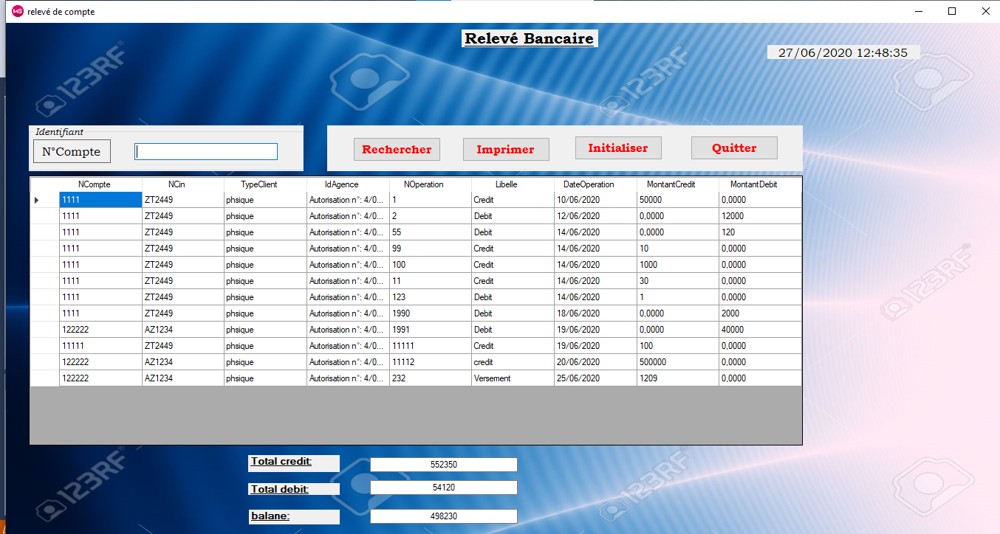 MB relevé de compte
Relevé Bancaire
27/06/2020 12:48:35
Identifiant
N°Compte
Rechercher Imprimer Initialiser Quitter
NCompte NCin TypeClient IdAgence NOperation Libelle DateOperation MontantCredit MontantDebit
1111 ZT2449 phsique Autorisation n°: 4/0... 1 Credit 10/06/2020 50000 0,0000
1111 ZT2449 phsique Autorisation n°: 4/0... 2 Debit 12/06/2020 0,0000 12000
1111 ZT2449 phsique Autorisation n°: 4/0... 55 Debit 14/06/2020 0,0000 120
1111 ZT2449 phsique Autorisation n°: 4/0... 99 Credit 14/06/2020 10 0,0000
1111 ZT2449 phsique Autorisation n°: 4/0... 100 Credit 14/06/2020 1000 0,0000
1111 ZT2449 phsique Autorisation n°: 4/0... 11 Credit 14/06/2020 30 0,0000
1111 ZT2449 phsique Autorisation n°: 4/0... 123 Debit 14/06/2020 1 0,0000
1111 ZT2449 phsique Autorisation n°: 4/0... 1990 Debit 18/06/2020 0,0000 2000
122222 AZ1234 phsique Autorisation n°: 4/0... 1991 Debit 19/06/2020 0,0000 40000
11111 ZT2449 phsique Autorisation n°: 4/0... 11111 Credit 19/06/2020 100 0,0000
122222 AZ1234 phsique Autorisation n°: 4/0... 11112 credit 20/06/2020 500000 0,0000
122222 AZ1234 phsique Autorisation n°: 4/0... 232 Versement 25/06/2020 1209 0,0000
Total credit: 552350
Total debit: 54120
balane: 498230
123RF
123RF
123RF
123RF
123RF